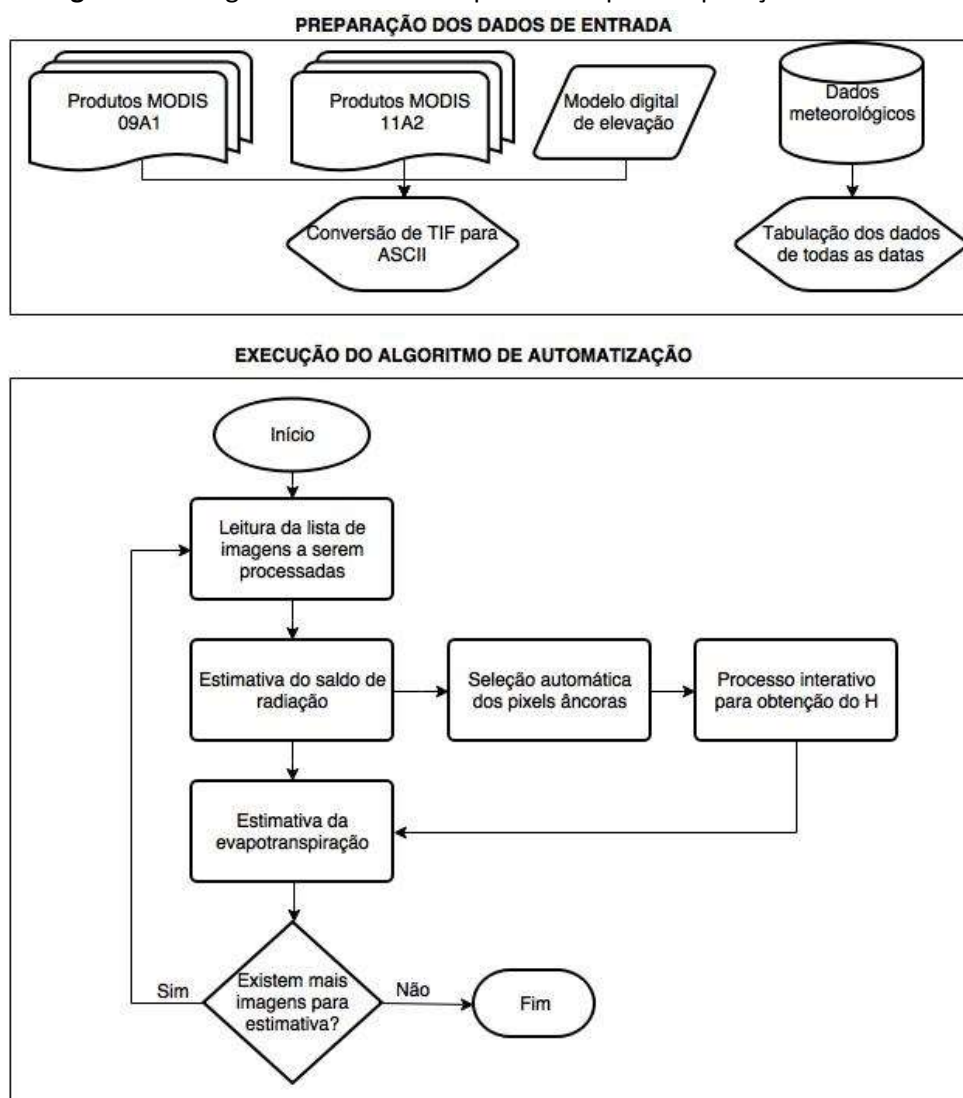 PREPARAÇÃO DOS DADOS DE ENTRADA
Produtos MODIS
09A1
Produtos MODIS
11A2
Modelo digital
de elevação
Dados
meteorológicos
Conversão de TIF para
ASCII
Tabulação dos dados
de todas as datas
EXECUÇÃO DO ALGORITMO DE AUTOMATIZAÇÃO
Início
Leitura da lista de
imagens a serem
processadas
Estimativa do saldo de
radiação
Seleção automática
dos pixels âncoras
Processo interativo
para obtenção do H
Estimativa da
evapotranspiração
Existem mais
imagens para
estimativa?
Sim
Não
Fim